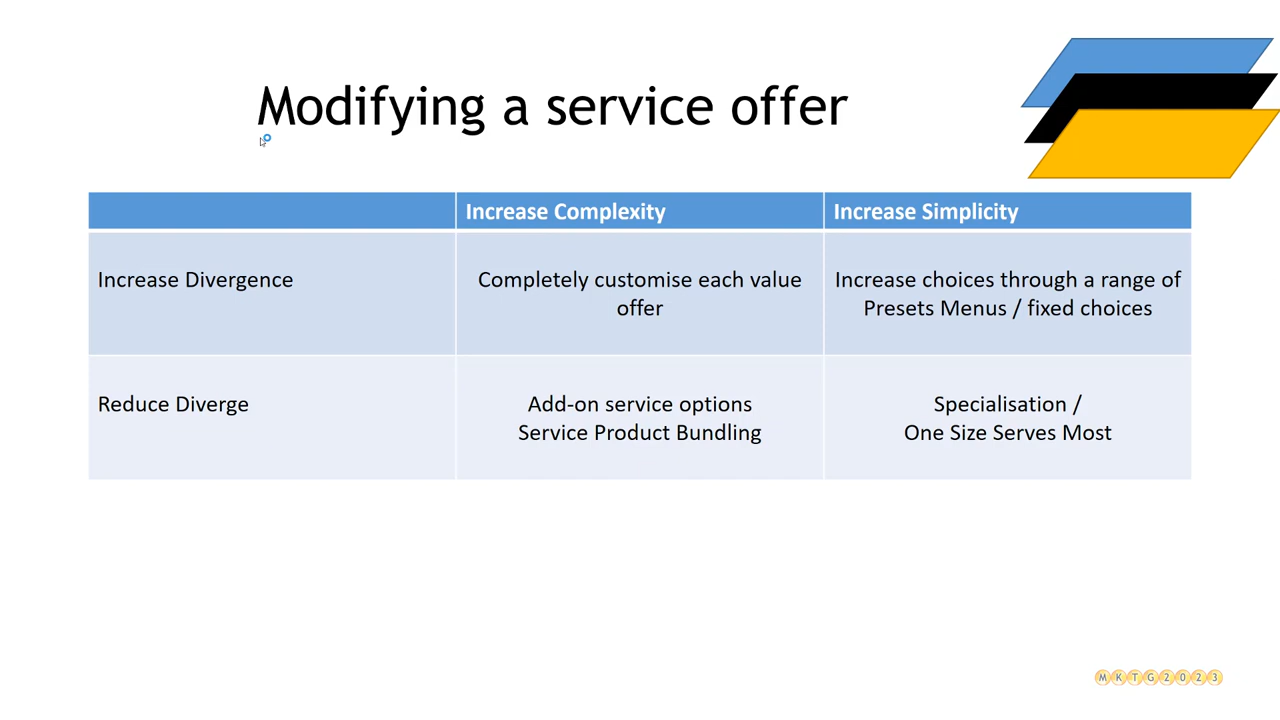 Modifying a service offer
Increase Complexity
Increase Simplicity
Increase Divergence
Completely customise each value
offer
Increase choices through a range of
Presets Menus / fixed choices
Reduce Diverge
Add-on service options
Service Product Bundling
Specialisation /
One Size Serves Most
MKTG2023